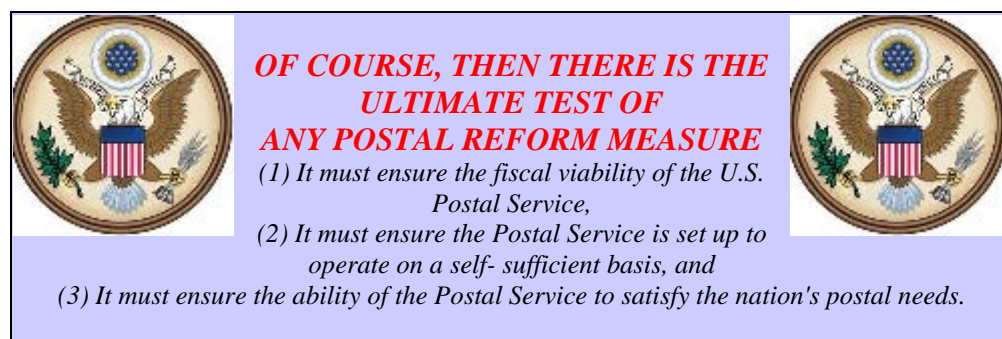 OF COURSE, THEN THERE IS THE
ULTIMATE TEST OF
ANY POSTAL REFORM MEASURE
(1) It must ensure the fiscal viability of the U.S.
Postal Service,
(2) It must ensure the Postal Service is set up to
operate on a self- sufficient basis, and
(3) It must ensure the ability of the Postal Service to satisfy the nation's postal needs.